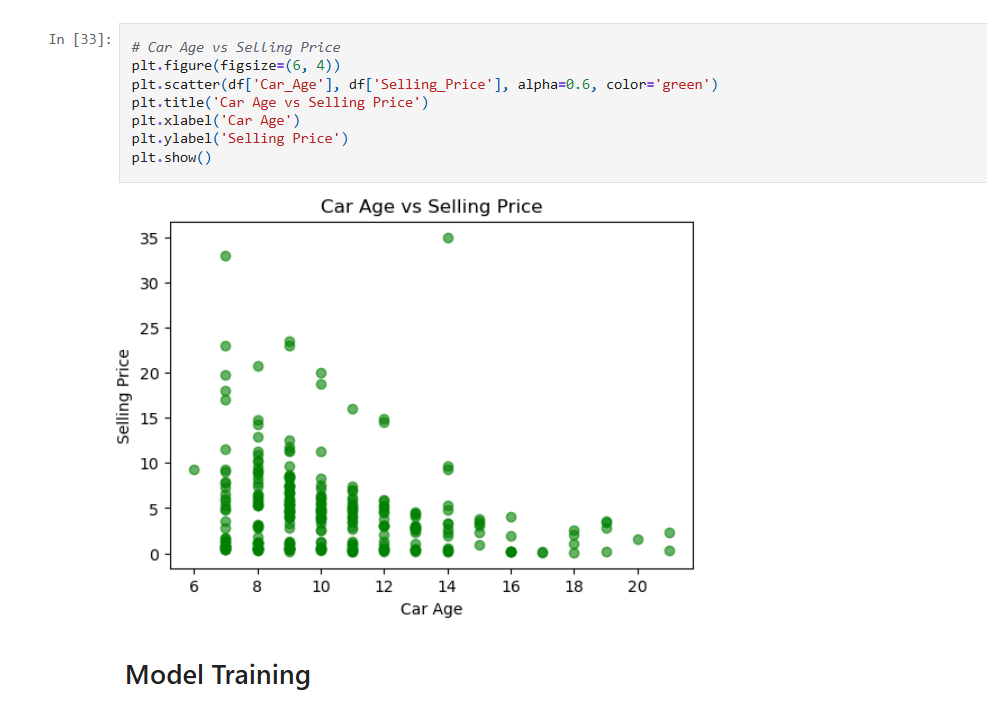 In [33]:
# Car Age vs Selling Price
plt.figure(figsize=(6, 4))
plt.scatter(df['Car_Age'], df['Selling_Price'], alpha=0.6, color='green')
plt.title('Car Age vs Selling Price')
plt.xlabel('Car Age')
plt.ylabel('Selling Price')
plt.show()
Car Age vs Selling Price
35
30
25
20
15
10
5
0
Selling Price
6 8 10 12 14 16 18 20
Car Age
Model Training